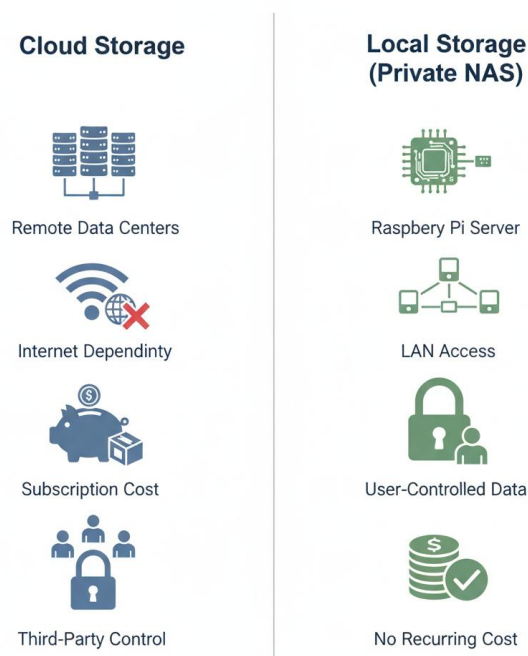 Cloud Storage
Remote Data Centers
Internet Dependinty
Subscription Cost
Third-Party Control
Local Storage
(Private NAS)
Raspbery Pi Server
LAN Access
User-Controlled Data
No Recurring Cost